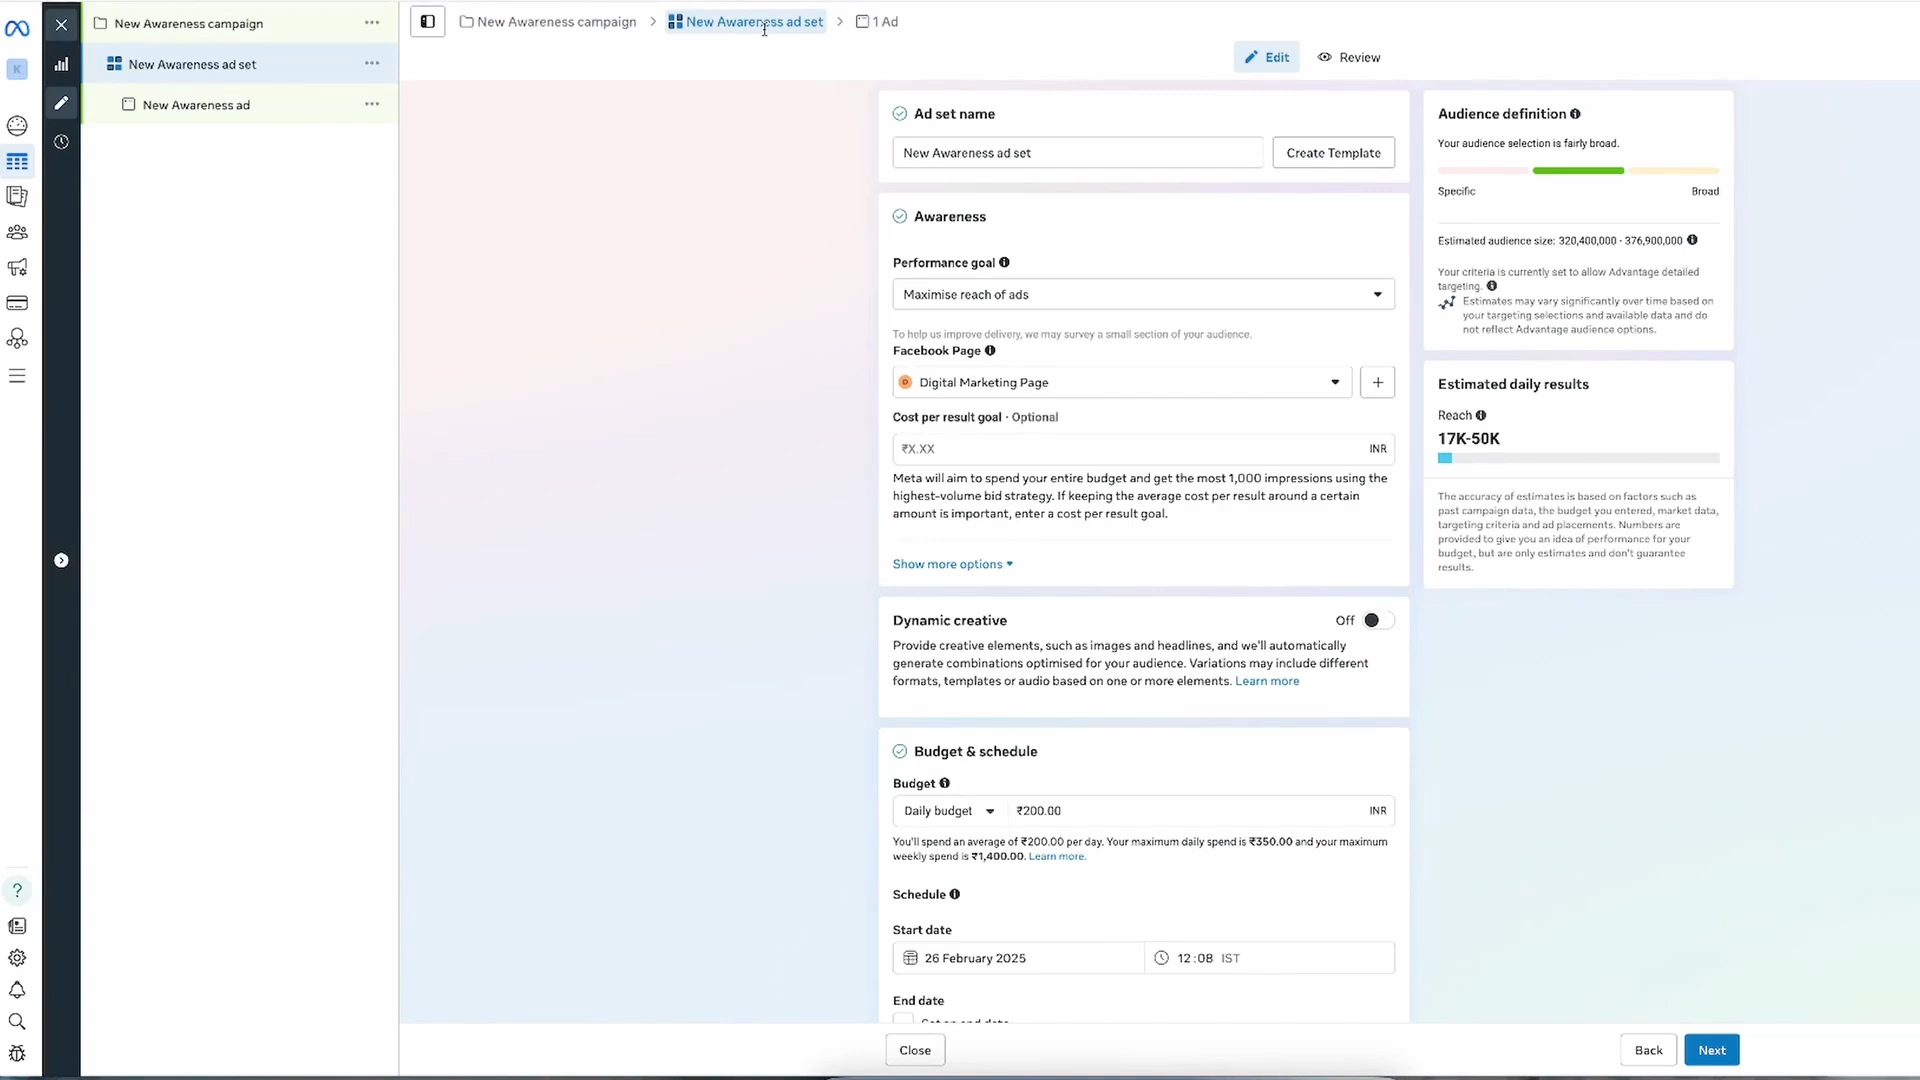 New Awareness campaign
New Awareness ad set
New Awareness ad
K
?
New Awareness campaign > New Awareness ad set > 1 Ad
Edit
Review
Ad set name
New Awareness ad set
Create Template
Awareness
Performance goal
Maximise reach of ads
To help us improve delivery, we may survey a small section of your audience.
Facebook Page
D Digital Marketing Page
Cost per result goal · Optional
₹X.XX
INR
Meta will aim to spend your entire budget and get the most 1,000 impressions using the
highest-volume bid strategy. If keeping the average cost per result around a certain
amount is important, enter a cost per result goal.
Show more options
Dynamic creative
Off
Provide creative elements, such as images and headlines, and we'll automatically
generate combinations optimised for your audience. Variations may include different
formats, templates or audio based on one or more elements. Learn more
Budget & schedule
Budget
Daily budget
₹200.00
INR
You'll spend an average of ₹200.00 per day. Your maximum daily spend is ₹350.00 and your maximum
weekly spend is ₹1,400.00. Learn more.
Schedule
Start date
26 February 2025
12:08 IST
End date
Set an end date
Close
Back
Next
Audience definition
Your audience selection is fairly broad.
Specific
Broad
Estimated audience size: 320,400,000 - 376,900,000
Your criteria is currently set to allow Advantage detailed
targeting.
Estimates may vary significantly over time based on
your targeting selections and available data and do
not reflect Advantage audience options.
Estimated daily results
Reach
17K-50K
The accuracy of estimates is based on factors such as
past campaign data, the budget you entered, market data,
targeting criteria and ad placements. Numbers are
provided to give you an idea of performance for your
budget, but are only estimates and don't guarantee
results.